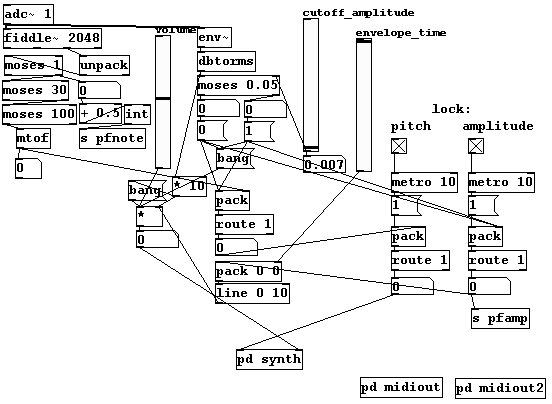 adc~ 1
cutoff_amplitude
fiddle~ 2048
volume
env~
envelope_time
moses 1
unpack
dbtorms
moses 30
0
moses 0.05
moses 100
+ 0.5
int
0
0
lock:
mtof
s pfnote
0
1
pitch
amplitude
0
bang
0.007
bang
* 10
metro 10
metro 10
*
pack
1
1
0
route 1
pack
pack
0
route 1
route 1
pack 0 0
0
0
line 0 10
s pfamp
pd synth
pd midiout
pd midiout2